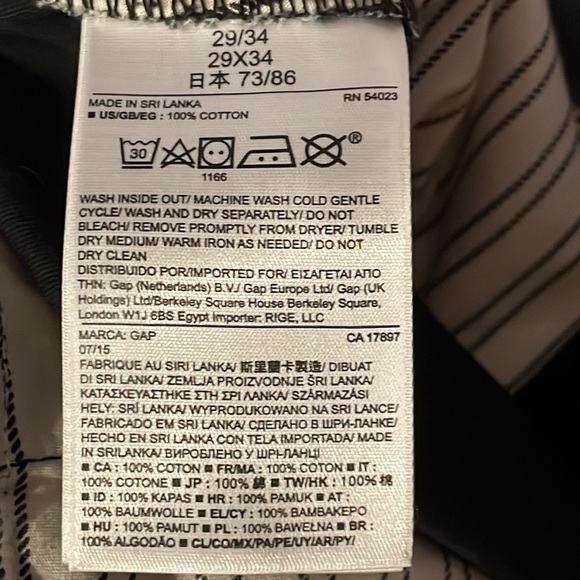 29/34
29X34
日本 73/86
MADE IN SRI LANKA RN 54023
■ US/GB/EG : 100% COTTON
30 ®
1166
WASH INSIDE OUT/ MACHINE WASH COLD GENTLE
CYCLE/ WASH AND DRY SEPARATELY/ DO NOT
BLEACH/ REMOVE PROMPTLY FROM DRYER/ TUMBLE
DRY MEDIUM/ WARM IRON AS NEEDED/ DO NOT
DRY CLEAN
DISTRIBUIDO POR/IMPORTED FOR/ ΕΙΣΑΓΕΤΑΙ ΑΠΟ
ΤΗΝ: Gap (Netherlands) B.V./ Gap Europe Ltd/ Gap (UK
Holdings) Ltd/Berkeley Square House Berkeley Square,
London W1J 6BS Egypt Importer: RIGE, LLC
MARCA: GAP CA 17897
07/15
FABRIQUE AU SIRI LANKA/ 斯里蘭卡製造/ DIBUAT
DI SRI LANKA/ ZEMLJA PROIZVODNJE ŠRI LANKA/
ΚΑΤΑΣΚΕΥΑΣΤΗΚΕ ΣΤΗ ΣΡΙ ΛΑΝΚΑ/ SZÁRMAZÁSI
HELY: SRÍ LANKA/ WYPRODUKOWANO NA SRI LANCE/
FABRICADO EM SRI LANKA/ СДЕЛАНО В ШРИ-ЛАНКЕ/
HECHO EN SRI LANKA CON TELA IMPORTADA/ MADE
IN SRILANKA/ ВИРОБЛЕНО У ШРІ-ЛАНЦІ
■ CA : 100% COTON ■ FR/MA : 100% COTON ■ IT :
100% COTONE ■ JP : 100% 綿 ■ TW/HK : 100% 棉
■ ID : 100% KAPAS ■ HR : 100% PAMUK ■ AT :
100% BAUMWOLLE ■ EL/CY : 100% ΒΑΜΒΑΚΕΡΟ
■ HU : 100% PAMUT ■ PL : 100% BAWEŁNA ■ BR :
100% ALGODÃO ■ CL/CO/MX/PA/PE/UY/AR/PY/